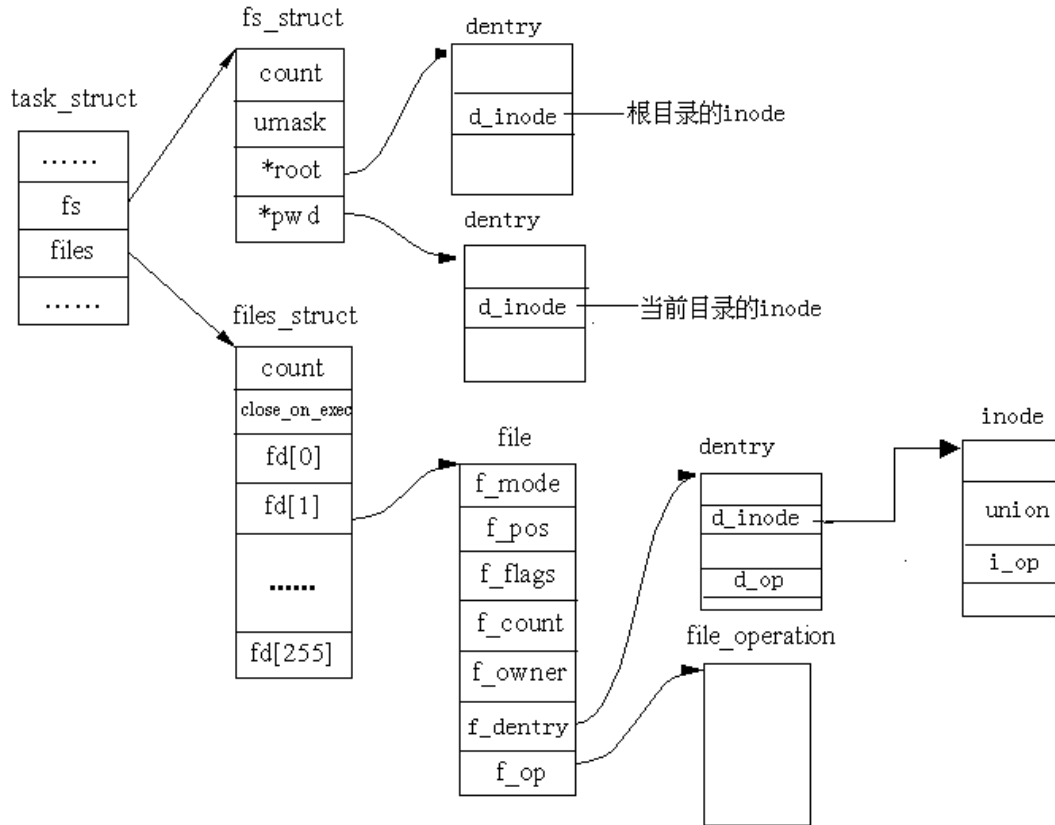 task_struct
……
fs
files
……
fs_struct
count
umask
*root
*pwd
dentry
d_inode
根目录的inode
dentry
d_inode
当前目录的inode
files_struct
count
close_on_exec
fd[0]
fd[1]
……
fd[255]
file
f_mode
f_pos
f_flags
f_count
f_owner
f_dentry
f_op
dentry
d_inode
d_op
inode
union
i_op
file_operation